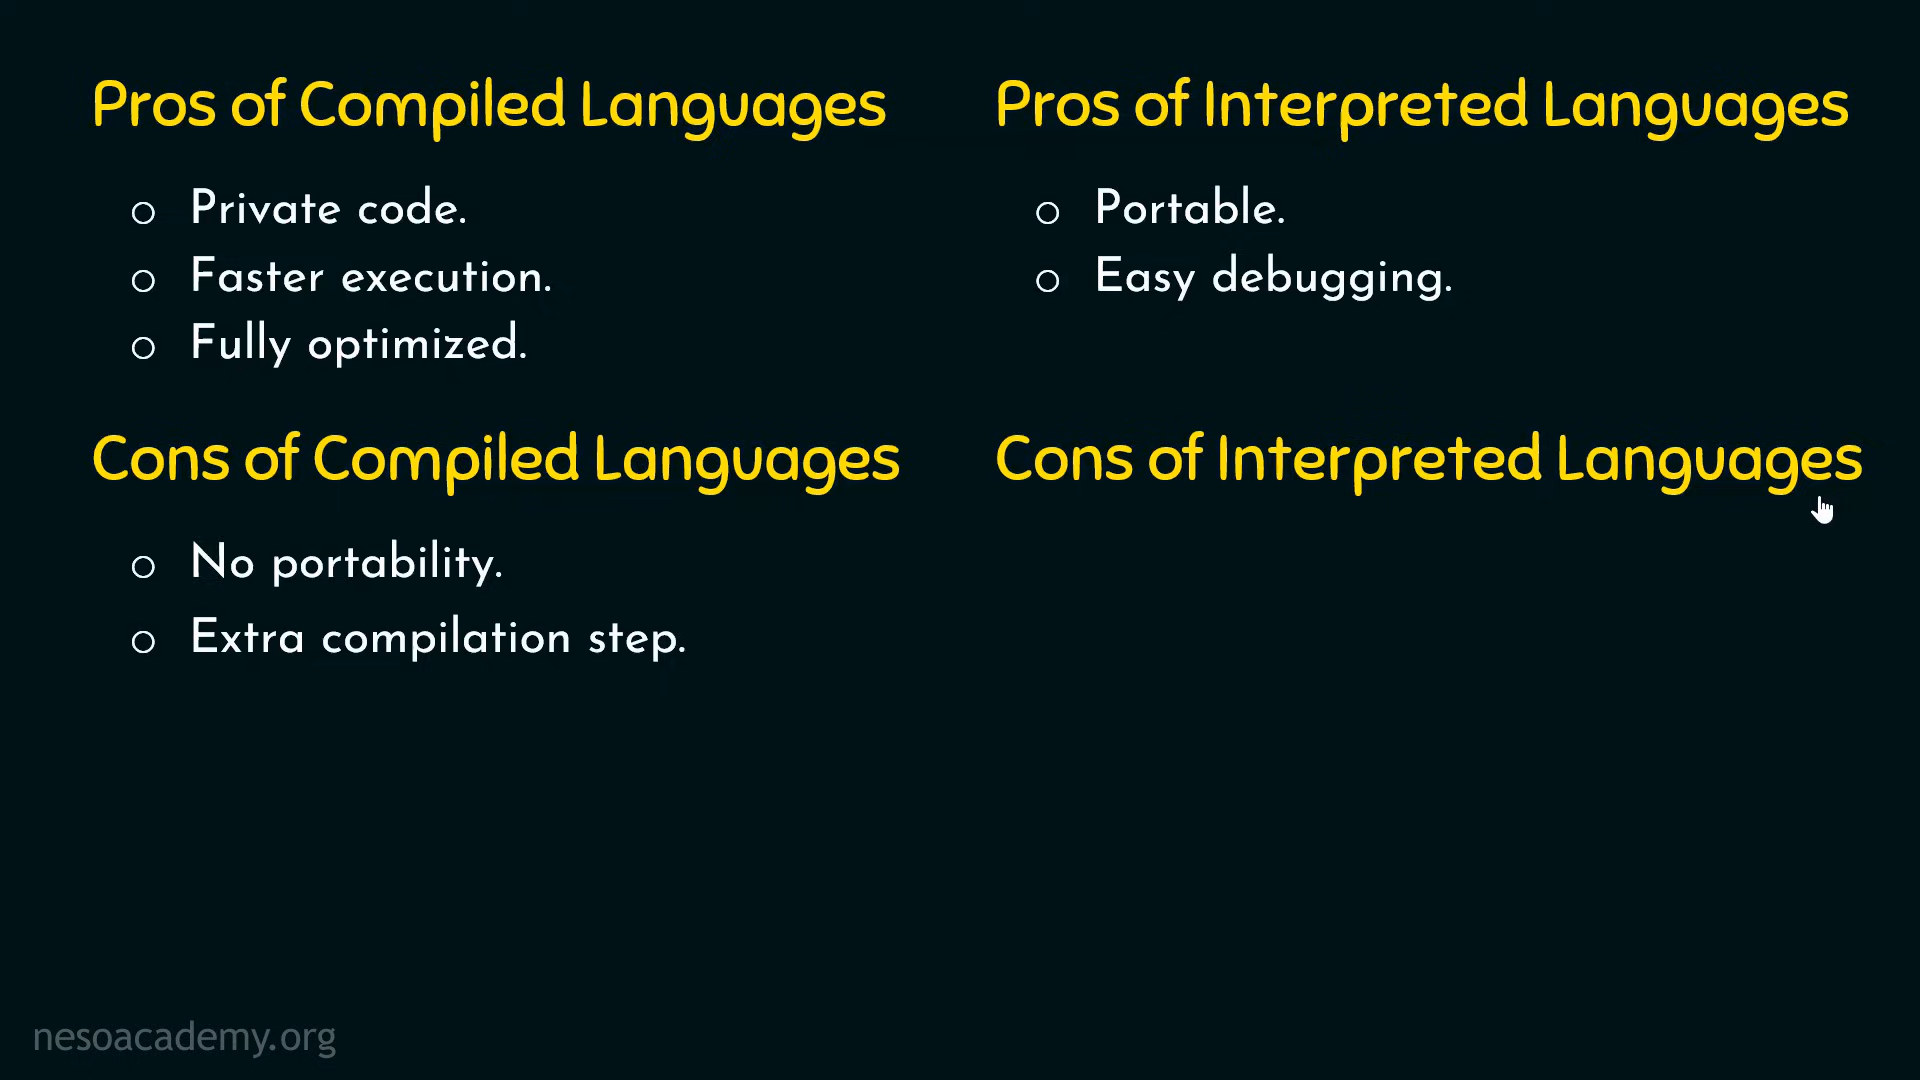 Pros of Compiled Languages
Private code.
Faster execution.
Fully optimized.
Pros of Interpreted Languages
Portable.
Easy debugging.
Cons of Compiled Languages
No portability.
Extra compilation step.
Cons of Interpreted Languages
nesoacademy.org